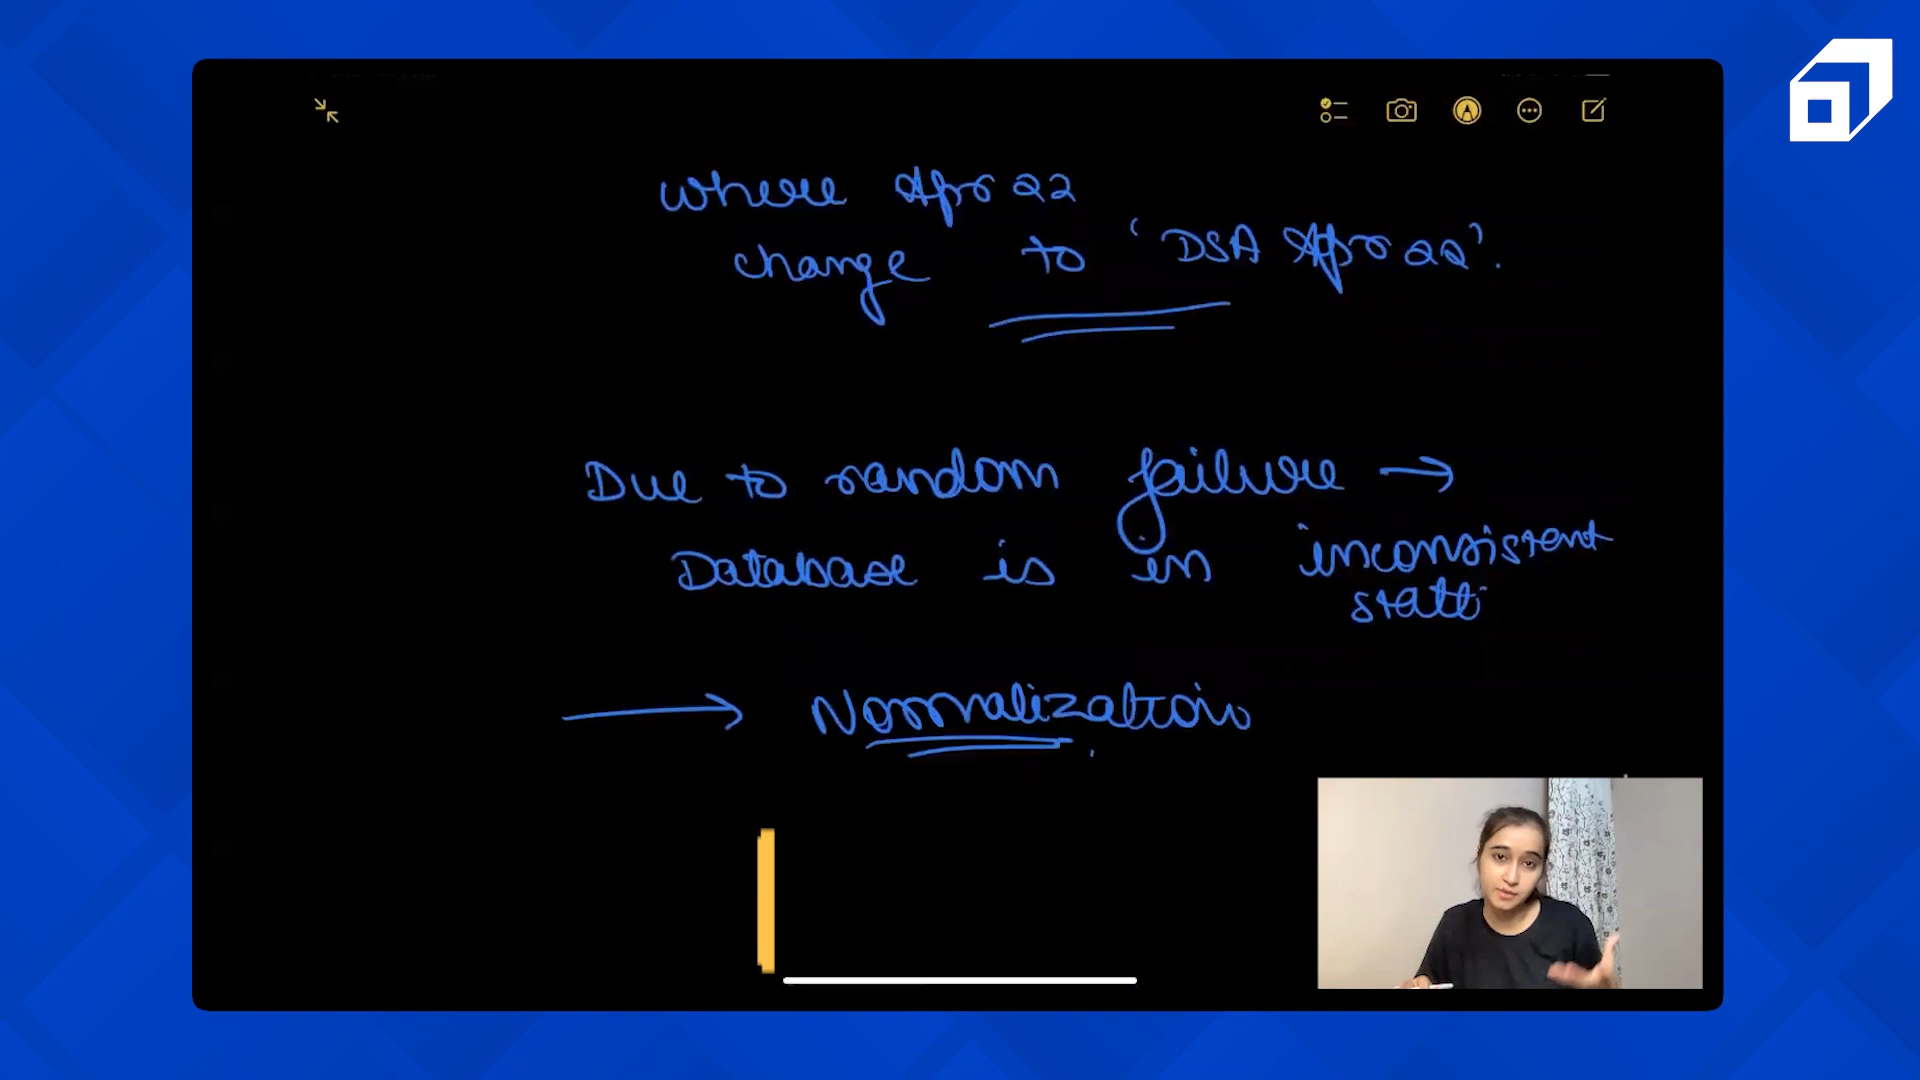 where Apr 22
change to 'DSA Apr 22'.
Due to random failure →
Database is in inconsistent
state
→ Normalization